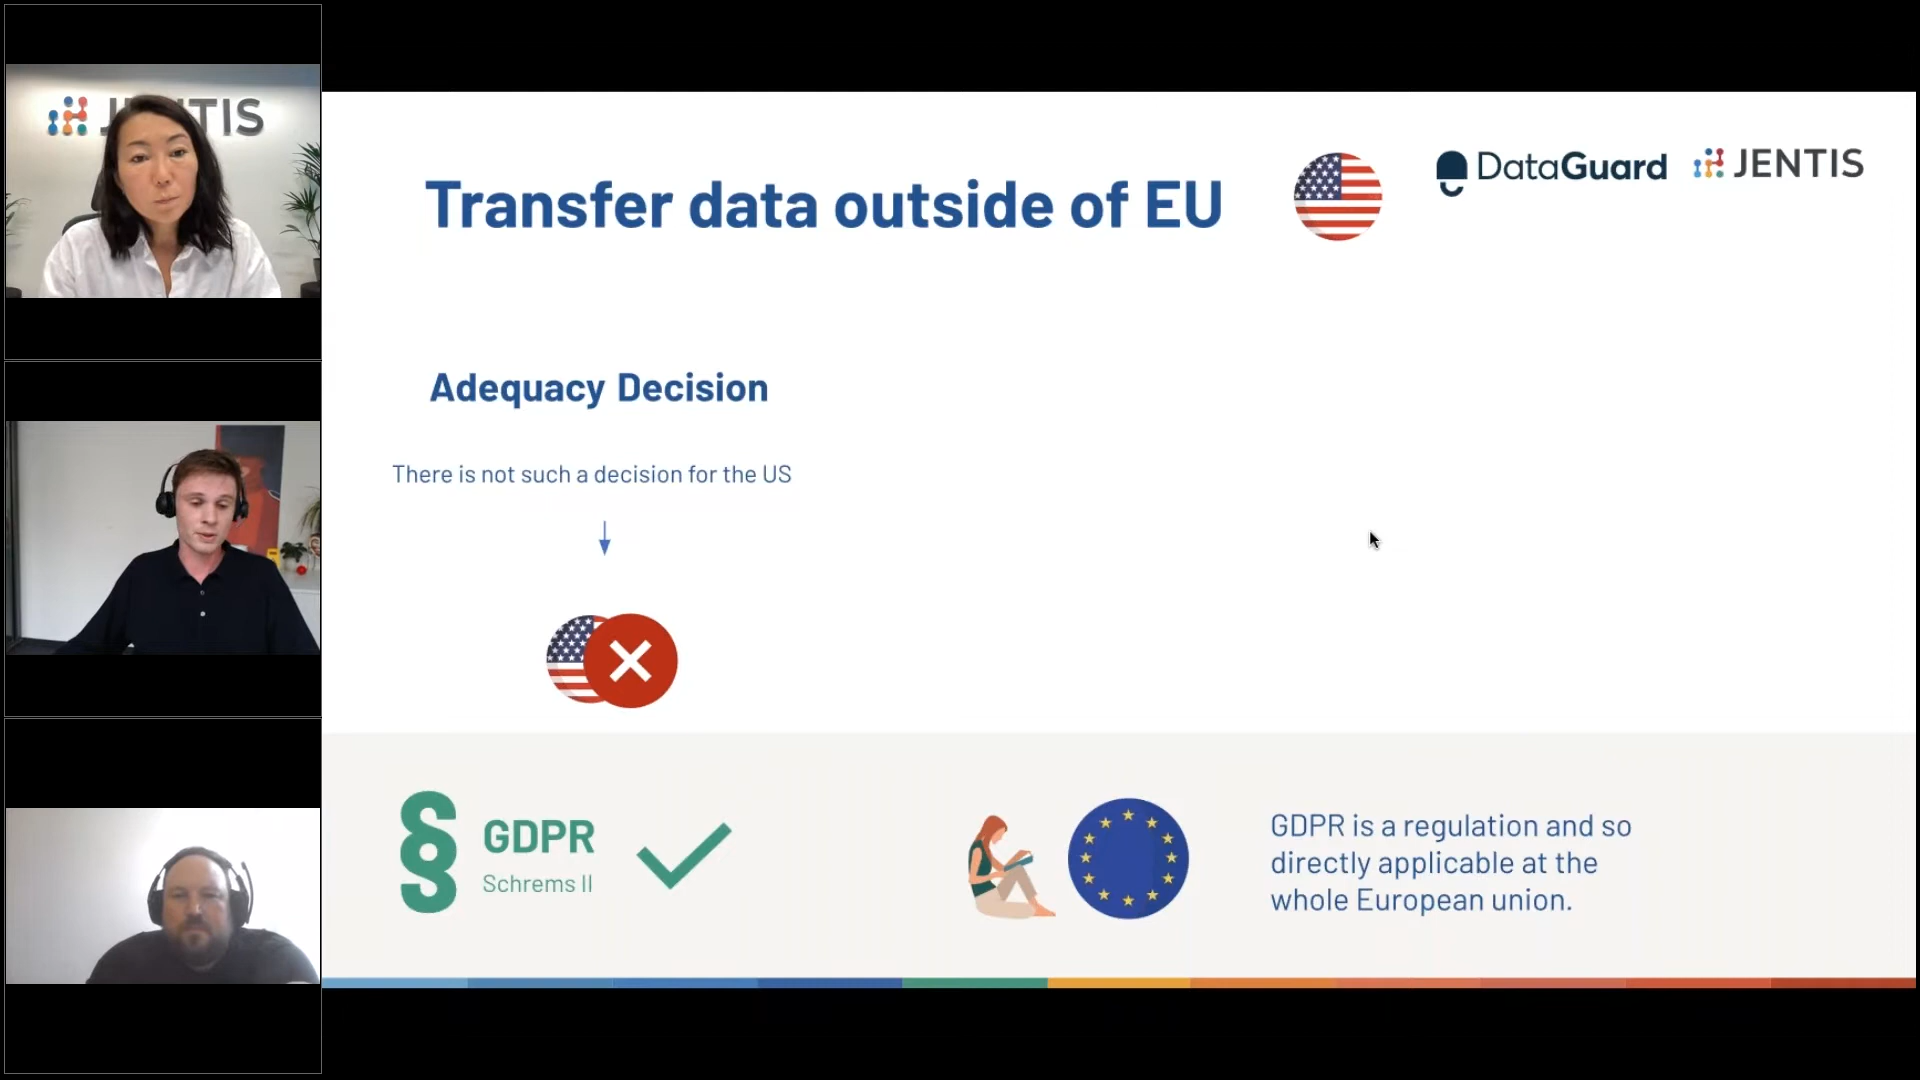 JENTIS
Transfer data outside of EU
DataGuard
JENTIS
Adequacy Decision
There is not such a decision for the US
§ GDPR
Schrems II
GDPR is a regulation and so
directly applicable at the
whole European union.